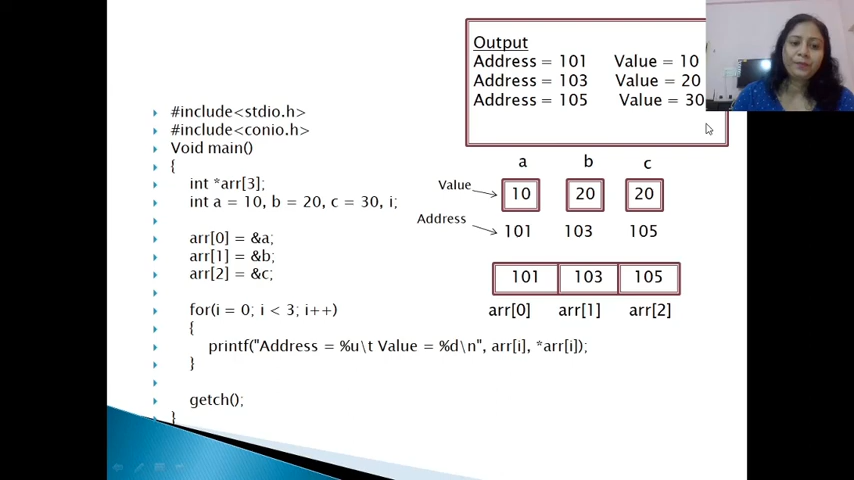 Output
Address = 101 Value = 10
Address = 103 Value = 20
Address = 105 Value = 30
#include<stdio.h>
#include<conio.h>
Void main()
{
int *arr[3];
int a = 10, b = 20, c = 30, i;
arr[0] = &a;
arr[1] = &b;
arr[2] = &c;
for(i = 0; i < 3; i++)
{
printf("Address = %u\t Value = %d\n", arr[i], *arr[i]);
}
getch();
}
a b c
Value 10 20 20
Address 101 103 105
101 103 105
arr[0] arr[1] arr[2]